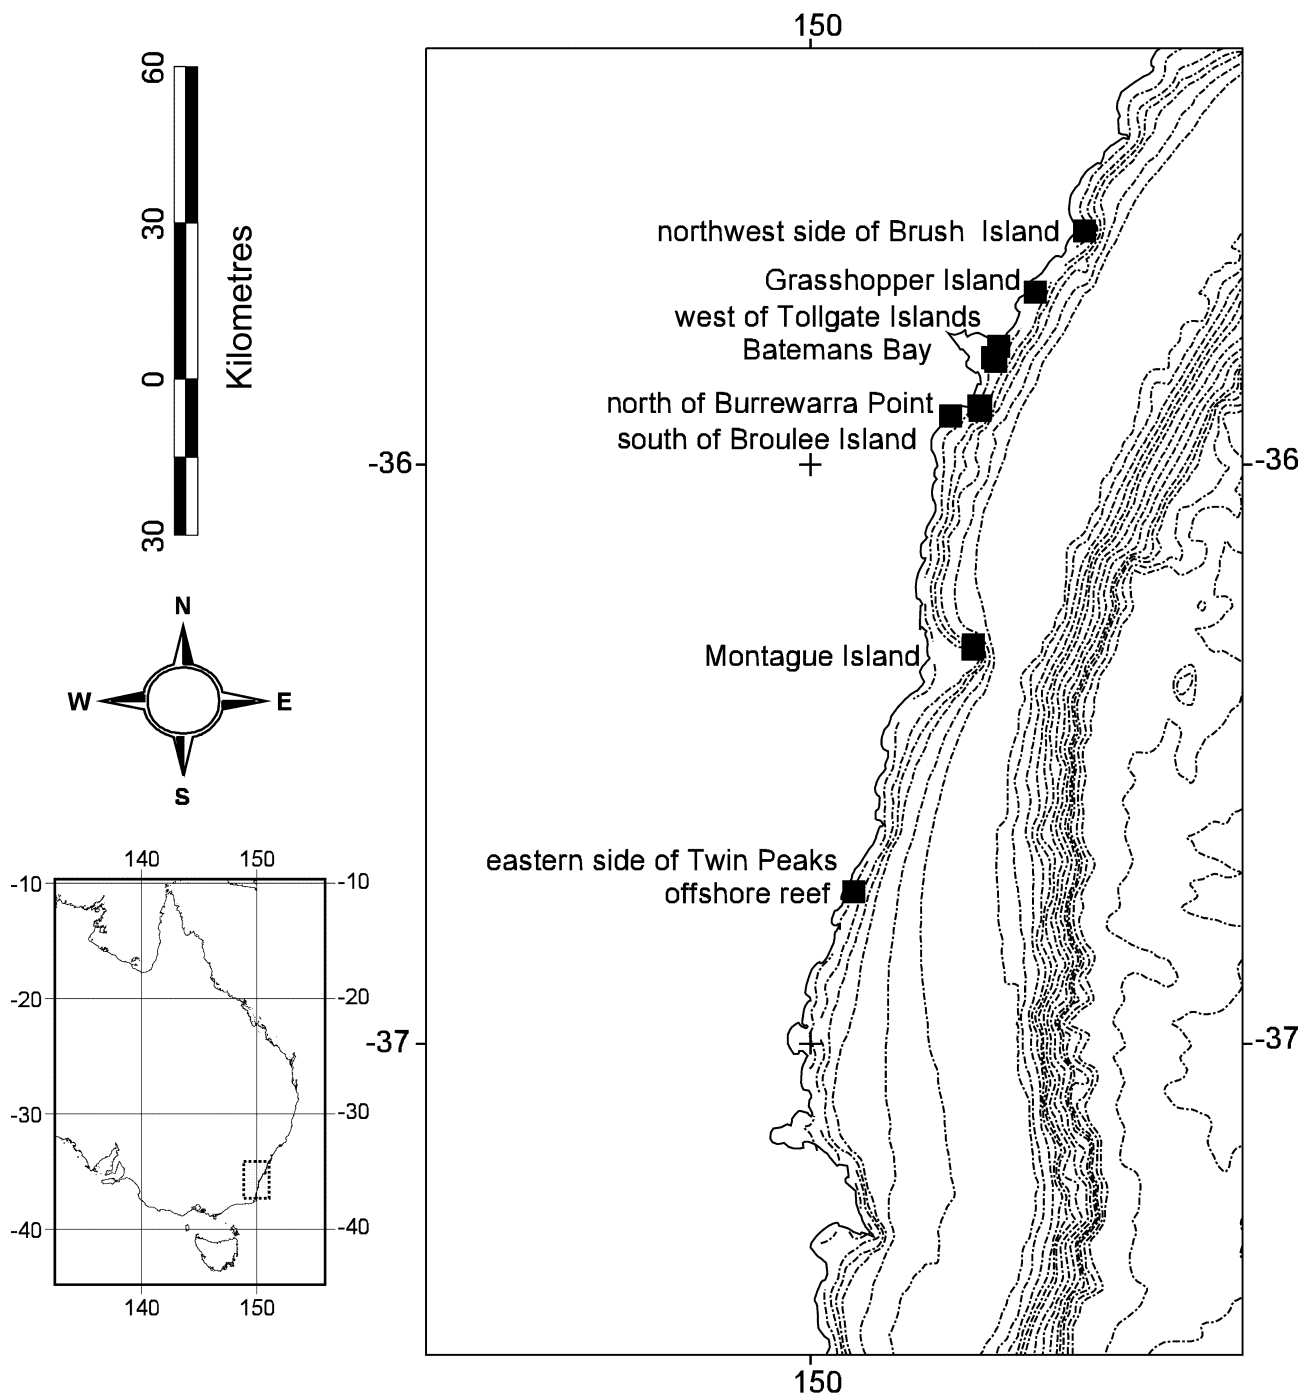 150
60
30
0
30
Kilometres
northwest side of Brush Island
Grasshopper Island
west of Tollgate Islands
Batemans Bay
north of Burrewarra Point
south of Broulee Island
-36
-36
N
W
E
S
Montague Island
eastern side of Twin Peaks
offshore reef
-37
-37
140
150
-10
-10
-20
-20
-30
-30
-40
-40
140
150
150